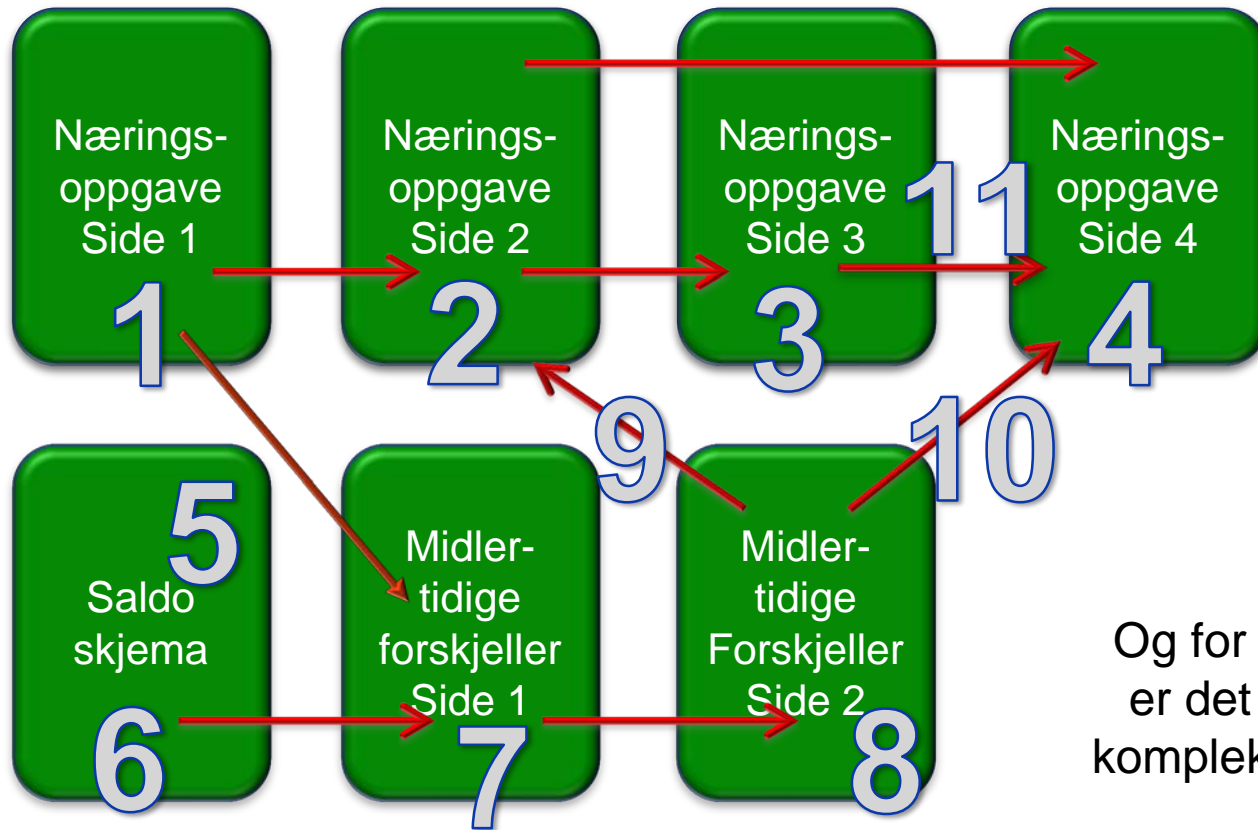 Nærings-
oppgave
Side 1
1
Nærings-
oppgave
Side 2
2
Nærings-
oppgave
Side 3
3
11
Nærings-
oppgave
Side 4
4
9
10
5
Saldo
skjema
6
Midler-
tidige
forskjeller
Side 1
7
Midler-
tidige
Forskjeller
Side 2
8
Og for
er det
komplek